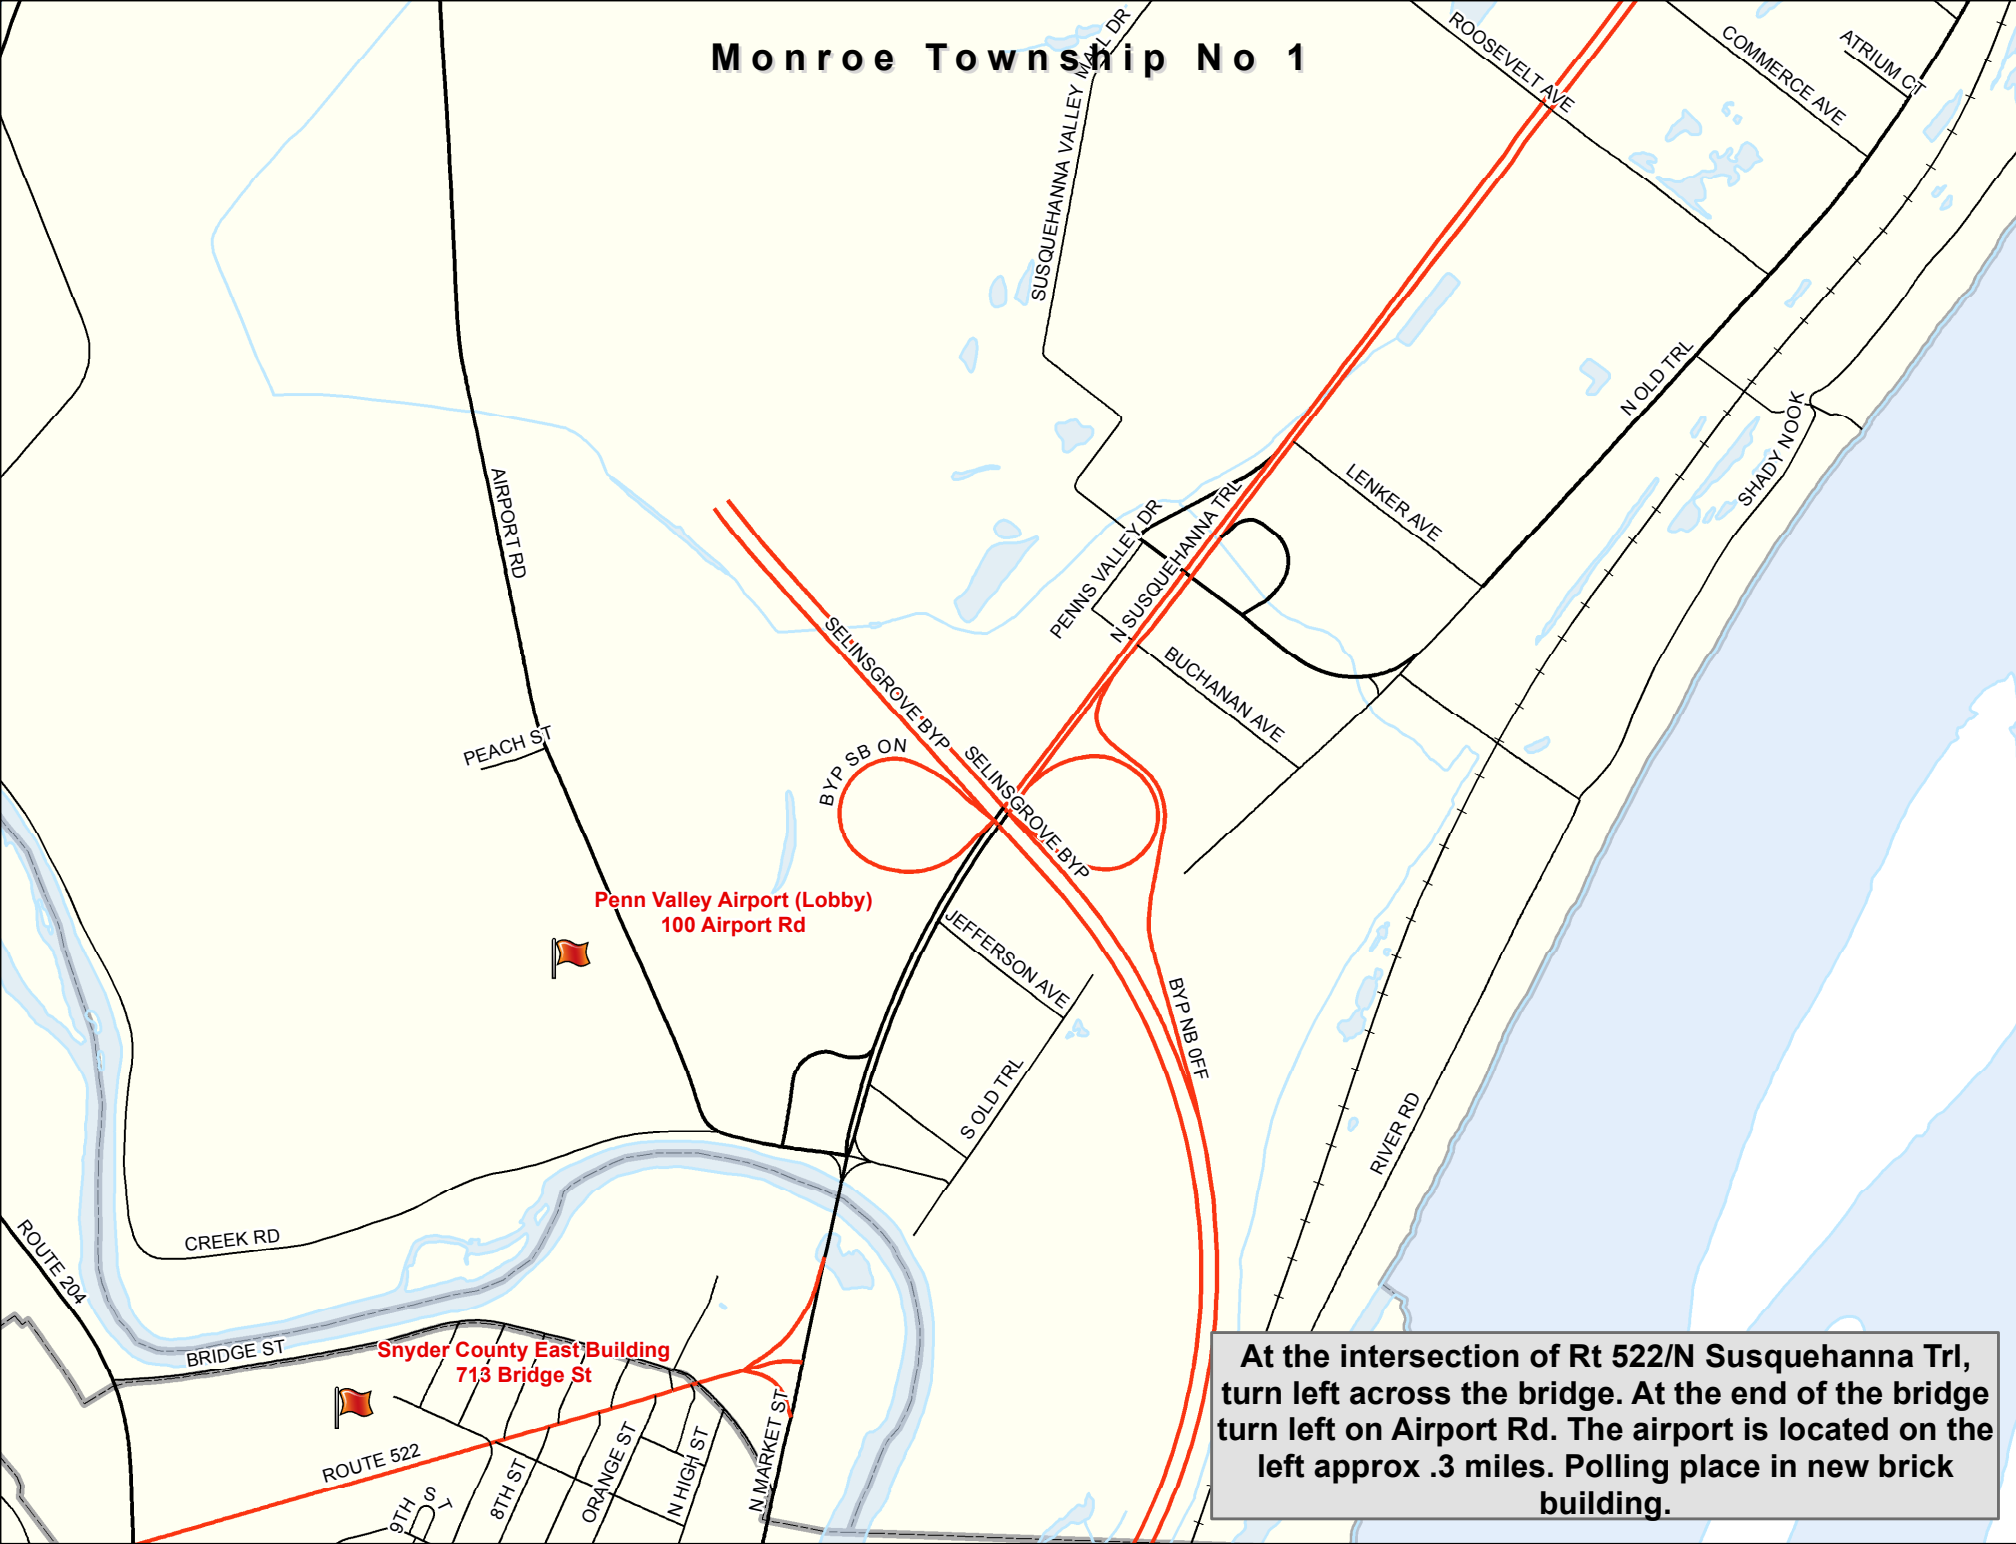 Monroe Township No 1
SUSQUEHANNA VALLEY MALL DR
ROOSEVELT AVE
COMMERCE AVE
ATRIUM CT
N OLD TRL
SHADY NOOK
LENKER AVE
AIRPORT RD
PENNS VALLEY DR
N SUSQUEHANNA TRL
BUCHANAN AVE
SELINSGROVE BYP
PEACH ST
BYP SB ON
SELINSGROVE BYP
Penn Valley Airport (Lobby)
100 Airport Rd
JEFFERSON AVE
BYP NB 0FF
S OLD TRL
RIVER RD
CREEK RD
ROUTE 204
BRIDGE ST
Snyder County East Building
713 Bridge St
ROUTE 522
9TH ST
8TH ST
ORANGE ST
N HIGH ST
N MARKET ST
At the intersection of Rt 522/N Susquehanna Trl,
turn left across the bridge. At the end of the bridge
turn left on Airport Rd. The airport is located on the
left approx .3 miles. Polling place in new brick
building.